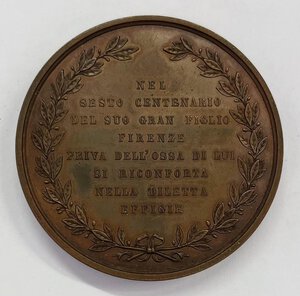 NEL
SESTO CENTENARIO
DEL SUO GRAN FIGLIO
FIRENZE
PRIVA DELL'OSSA DI LUI
SI RICONFORTA
NELLA DILETTA
EFFIGIE